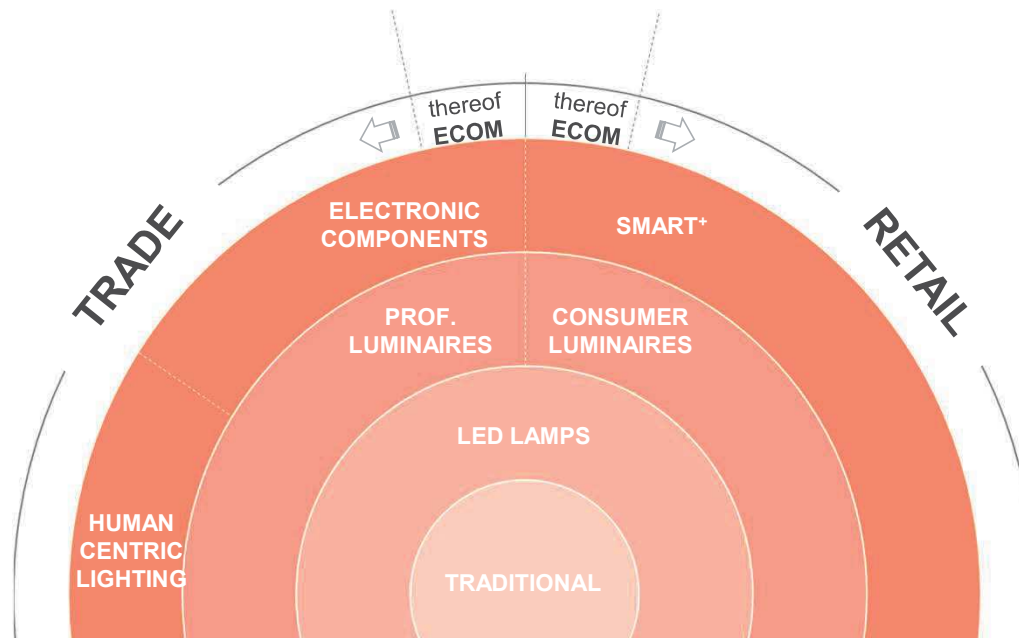 thereof
ECOM
thereof
ECOM
TRADE
RETAIL
ELECTRONIC
COMPONENTS
SMART⁺
PROF.
LUMINAIRES
CONSUMER
LUMINAIRES
LED LAMPS
HUMAN
CENTRIC
LIGHTING
TRADITIONAL